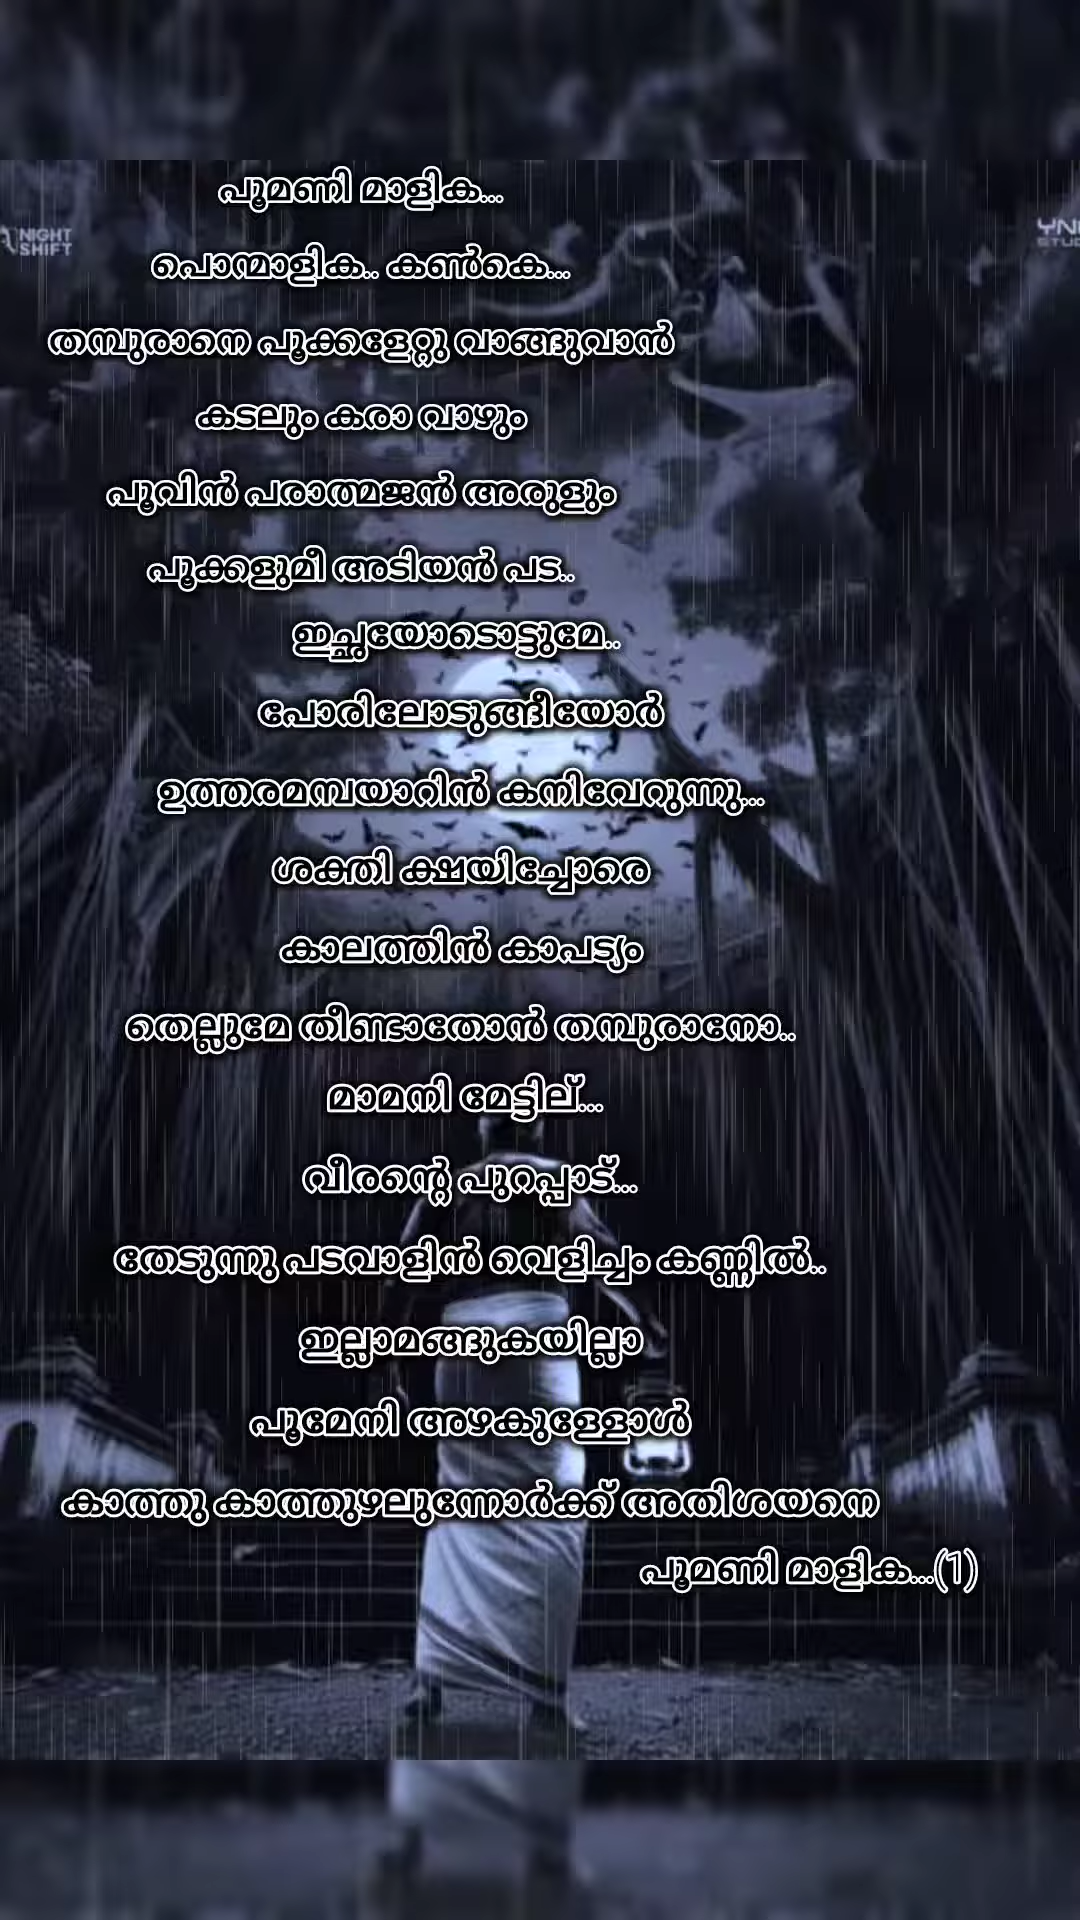 പൂമണി മാളിക...
NIGHT
SHIFT
പൊന്മാളിക.. കൺകെ...
തമ്പുരാനെ പൂക്കളേറ്റു വാങ്ങുവാൻ
കടലും കരാ വാഴും
പൂവിൻ പരാത്മജൻ അരുളും
പൂക്കളുമീ അടിയൻ പട..
ഇച്ഛയോടൊട്ടുമേ..
പോരിലോടുങ്ങീയോർ
ഉത്തരമമ്പയാറിൻ കനിവേറുന്നു...
ശക്തി ക്ഷയിച്ചോരെ
കാലത്തിൻ കാപട്യം
തെല്ലുമേ തീണ്ടാതോൻ തമ്പുരാനോ..
മാമനി മേട്ടില്...
വീരന്റെ പുറപ്പാട്...
തേടുന്നു പടവാളിൻ വെളിച്ചം കണ്ണിൽ..
ഇല്ലാമങ്ങുകയില്ലാ
പൂമേനി അഴകുള്ളോൾ
കാത്തു കാത്തുഴലുന്നോർക്ക് അതിശയനെ
പൂമണി മാളിക...(1)